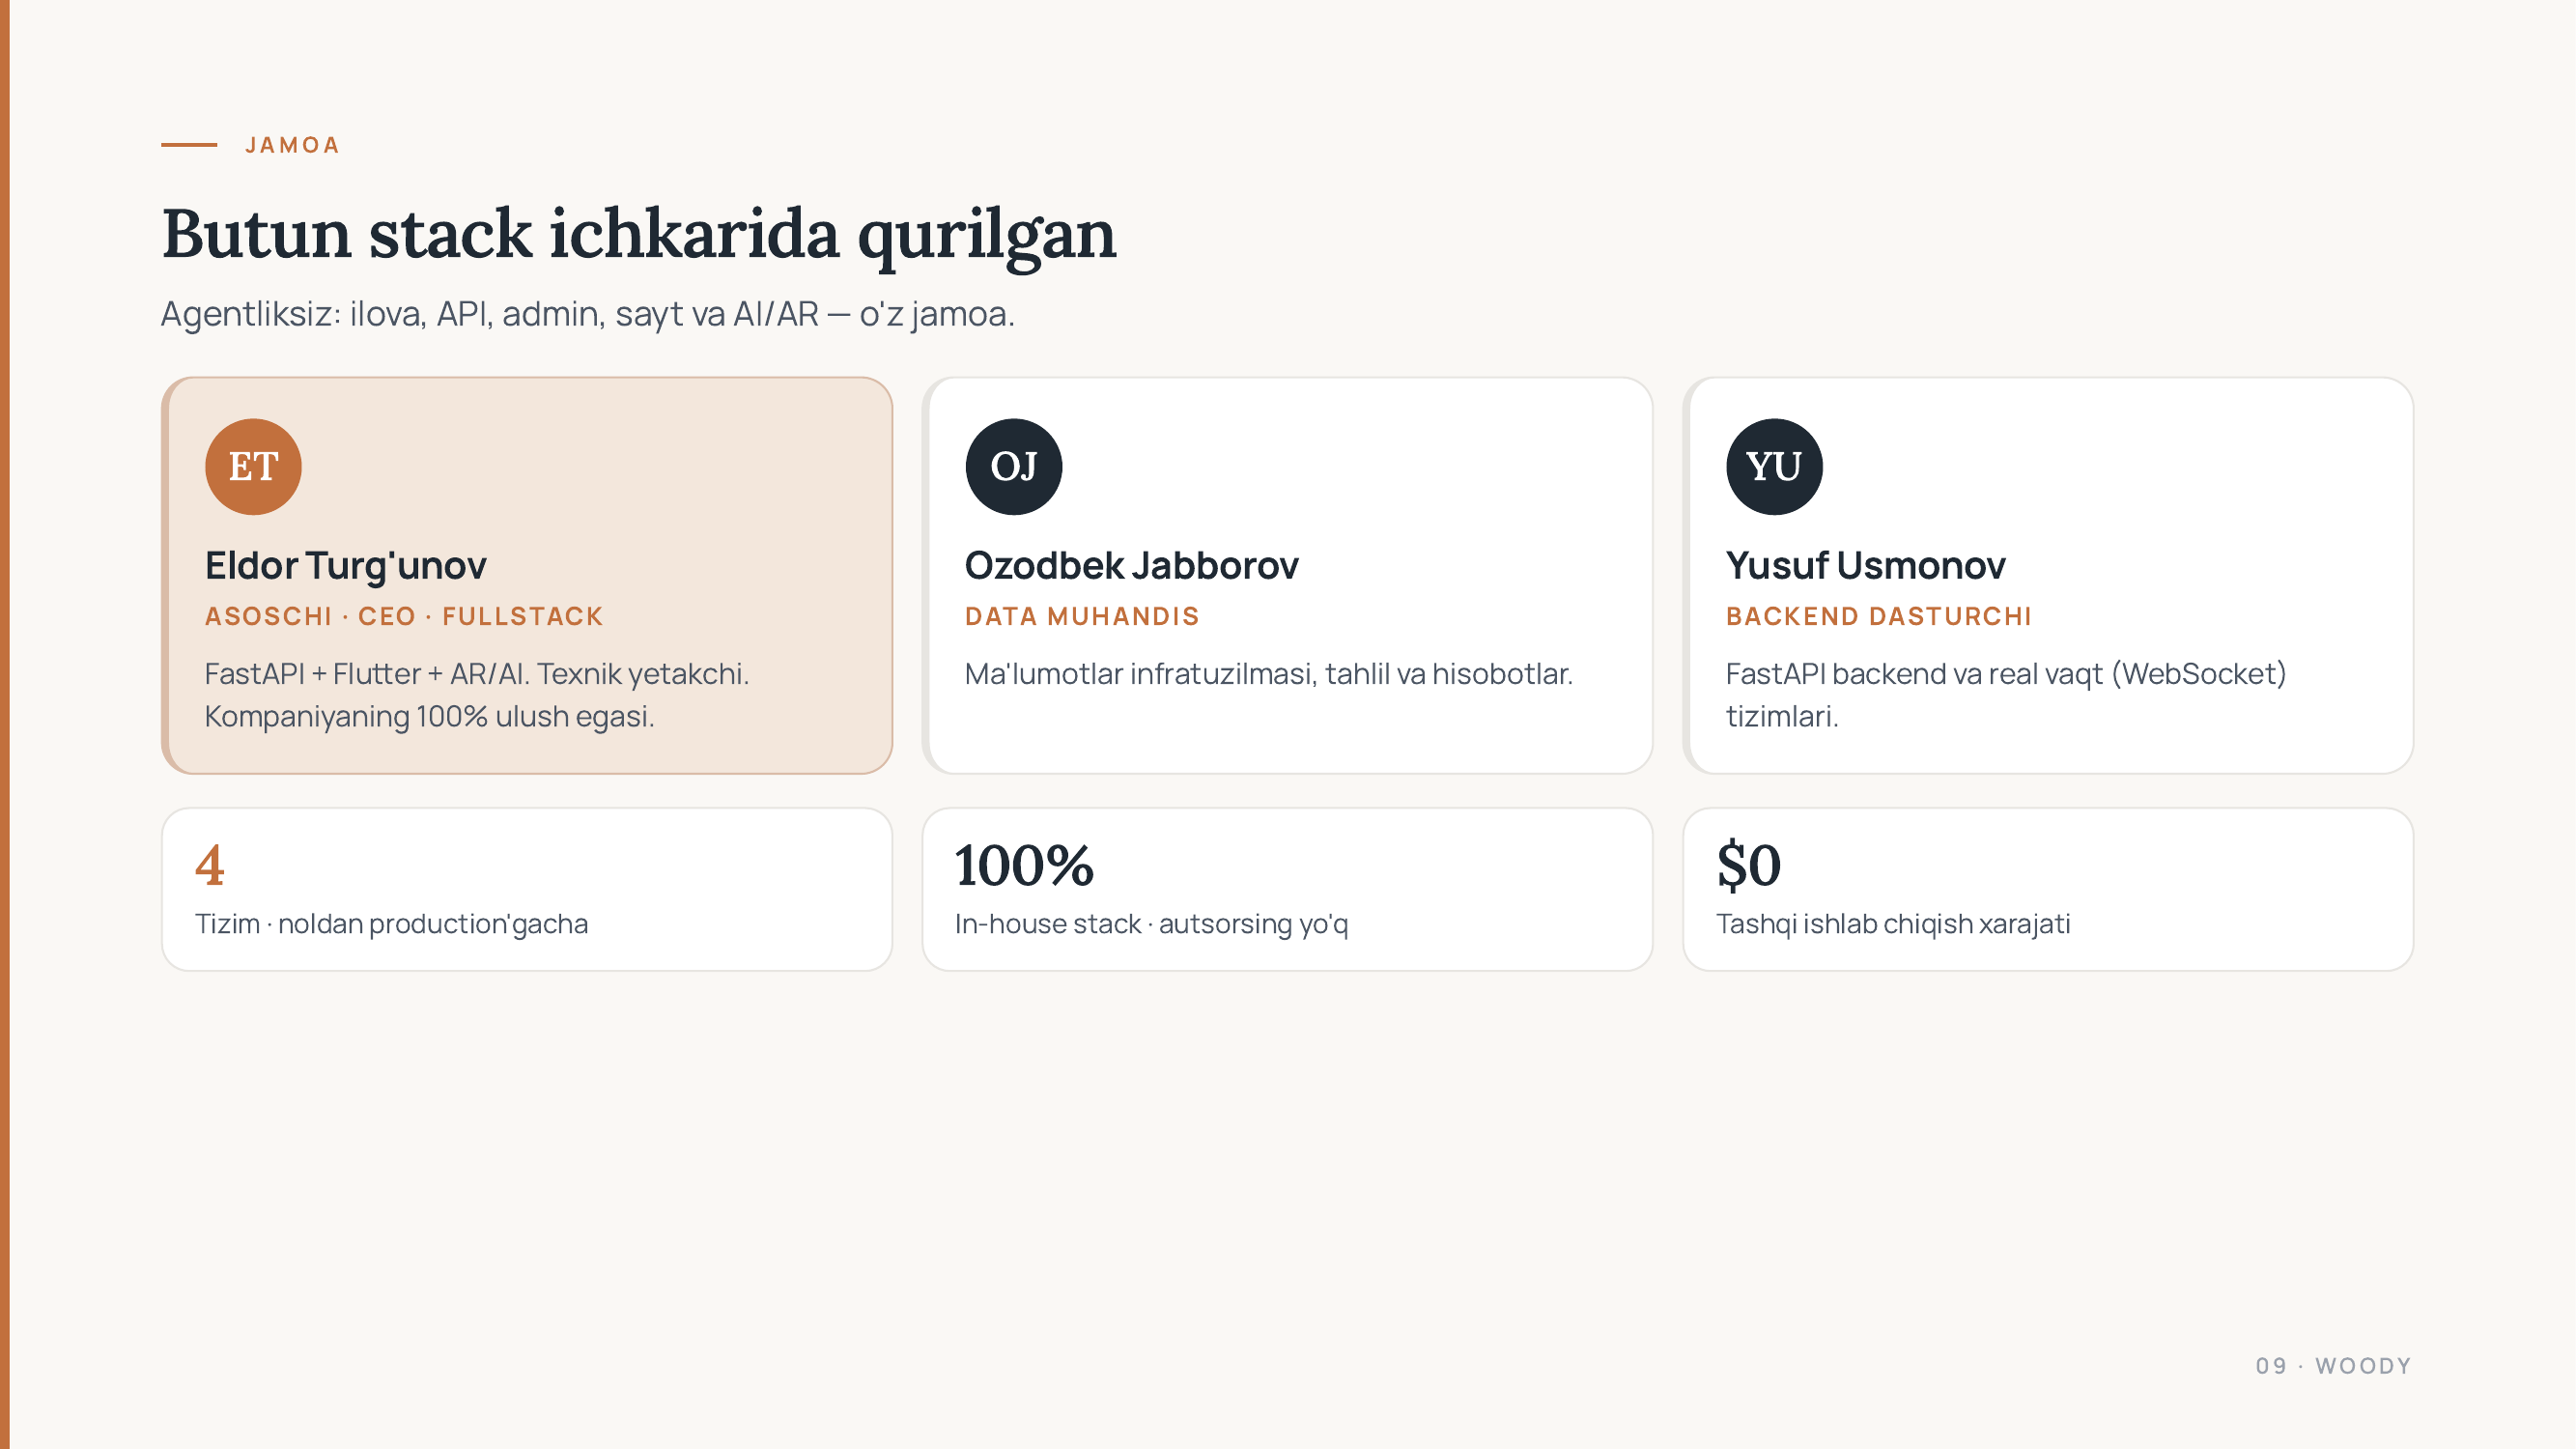 JAMOA
Butun stack ichkarida qurilgan
Agentliksiz: ilova, API, admin, sayt va AI/AR — o'z jamoa.
ET
Eldor Turg'unov
ASOSCHI · CEO · FULLSTACK
FastAPI + Flutter + AR/AI. Texnik yetakchi.
Kompaniyaning 100% ulush egasi.
OJ
Ozodbek Jabborov
DATA MUHANDIS
Ma'lumotlar infratuzilmasi, tahlil va hisobotlar.
YU
Yusuf Usmonov
BACKEND DASTURCHI
FastAPI backend va real vaqt (WebSocket)
tizimlari.
4
Tizim · noldan production'gacha
100%
In-house stack · autsorsing yo'q
$0
Tashqi ishlab chiqish xarajati
09 · WOODY